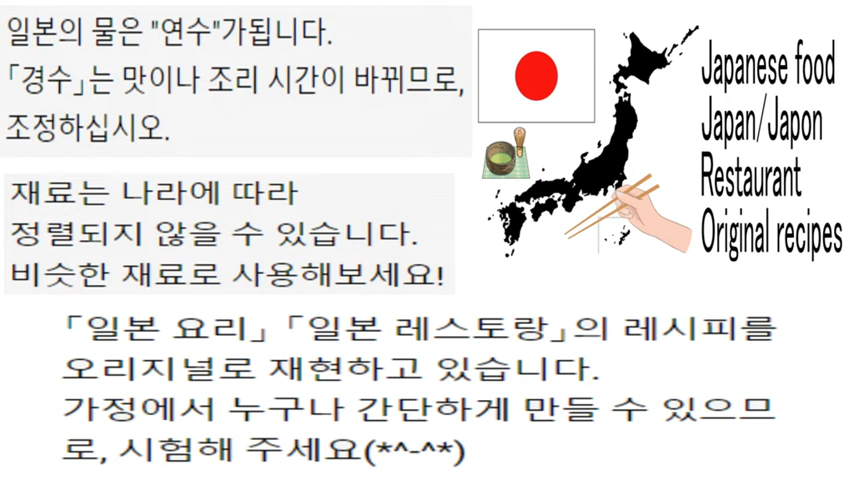 일본의 물은 "연수"가됩니다.
「경수」는 맛이나 조리 시간이 바뀌므로,
조정하십시오.
재료는 나라에 따라
정렬되지 않을 수 있습니다.
비슷한 재료로 사용해보세요!
Japanese food
Japan/Japon
Restaurant
Original recipes
「일본 요리」「일본 레스토랑」의 레시피를
오리지널로 재현하고 있습니다.
가정에서 누구나 간단하게 만들 수 있으므
로, 시험해 주세요(*^-^*)